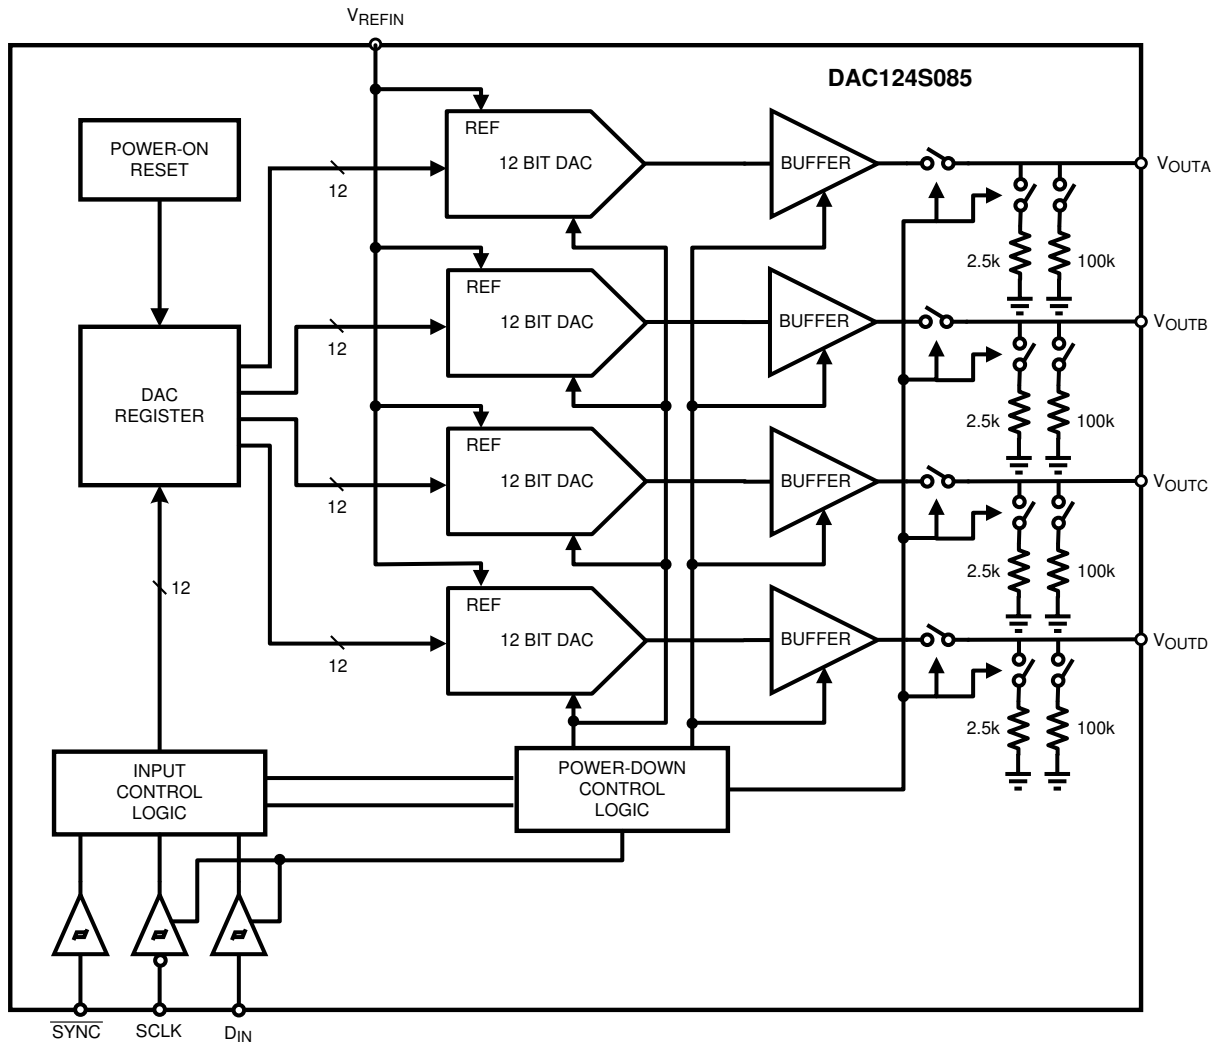 VREFIN
DAC124S085
POWER-ON
RESET
REF
12 BIT DAC
BUFFER
VOUTA
12
2.5k
100k
REF
12 BIT DAC
BUFFER
VOUTB
12
DAC
REGISTER
2.5k
100k
REF
12 BIT DAC
BUFFER
VOUTC
12
2.5k
100k
12
REF
12 BIT DAC
BUFFER
VOUTD
12
2.5k
100k
INPUT
CONTROL
LOGIC
POWER-DOWN
CONTROL
LOGIC
SYNC
SCLK
DIN